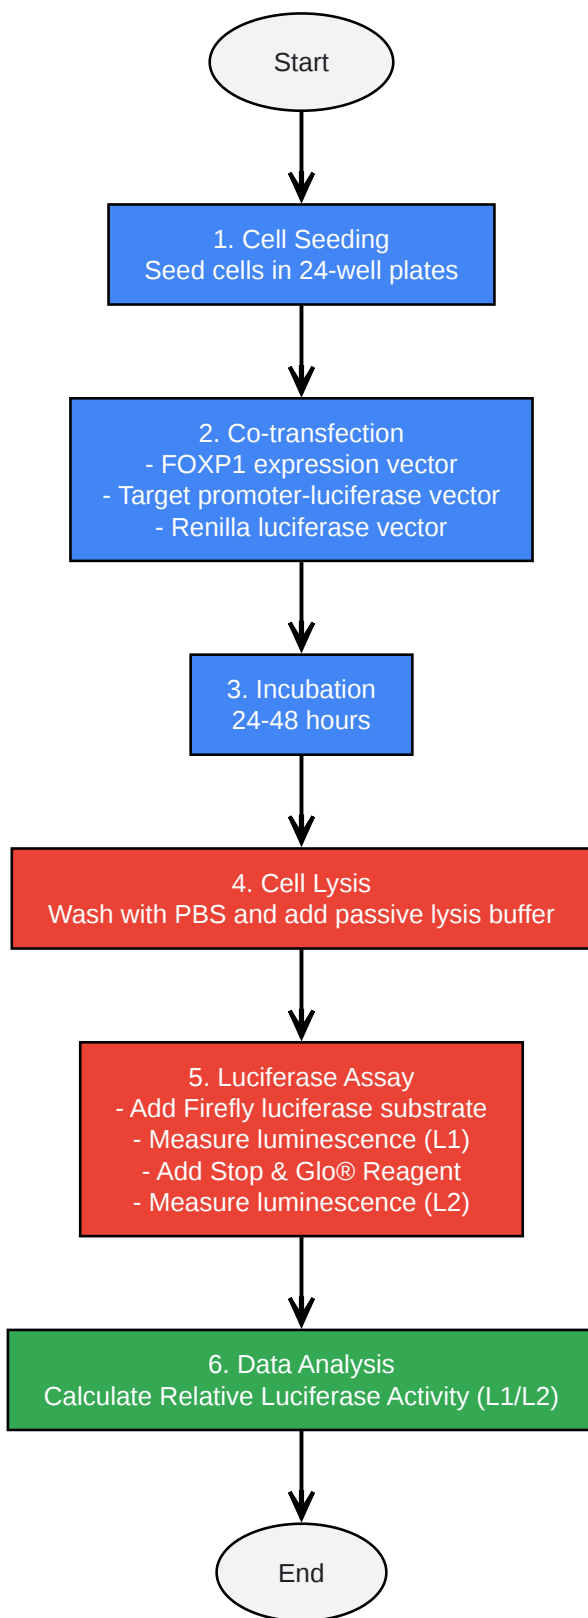 Start
1. Cell Seeding
Seed cells in 24-well plates
2. Co-transfection
- FOXP1 expression vector
- Target promoter-luciferase vector
- Renilla luciferase vector
3. Incubation
24-48 hours
4. Cell Lysis
Wash with PBS and add passive lysis buffer
5. Luciferase Assay
- Add Firefly luciferase substrate
- Measure luminescence (L1)
- Add Stop & Glo® Reagent
- Measure luminescence (L2)
6. Data Analysis
Calculate Relative Luciferase Activity (L1/L2)
End